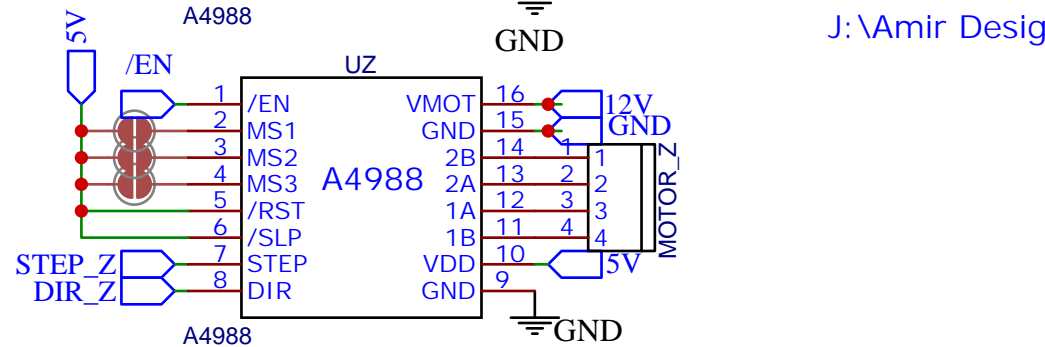 A4988
GND
J:\Amir Desig
5V
/EN
UZ
1 /EN VMOT 16 12V
2 MS1 GND 15 GND
3 MS2 2B 14 1 1
4 MS3 A4988 2A 13 2 2
5 /RST 1A 12 3 3
6 /SLP 1B 11 4 4
MOTOR_Z
STEP_Z 7 STEP VDD 10 5V
DIR_Z 8 DIR GND 9
A4988
GND